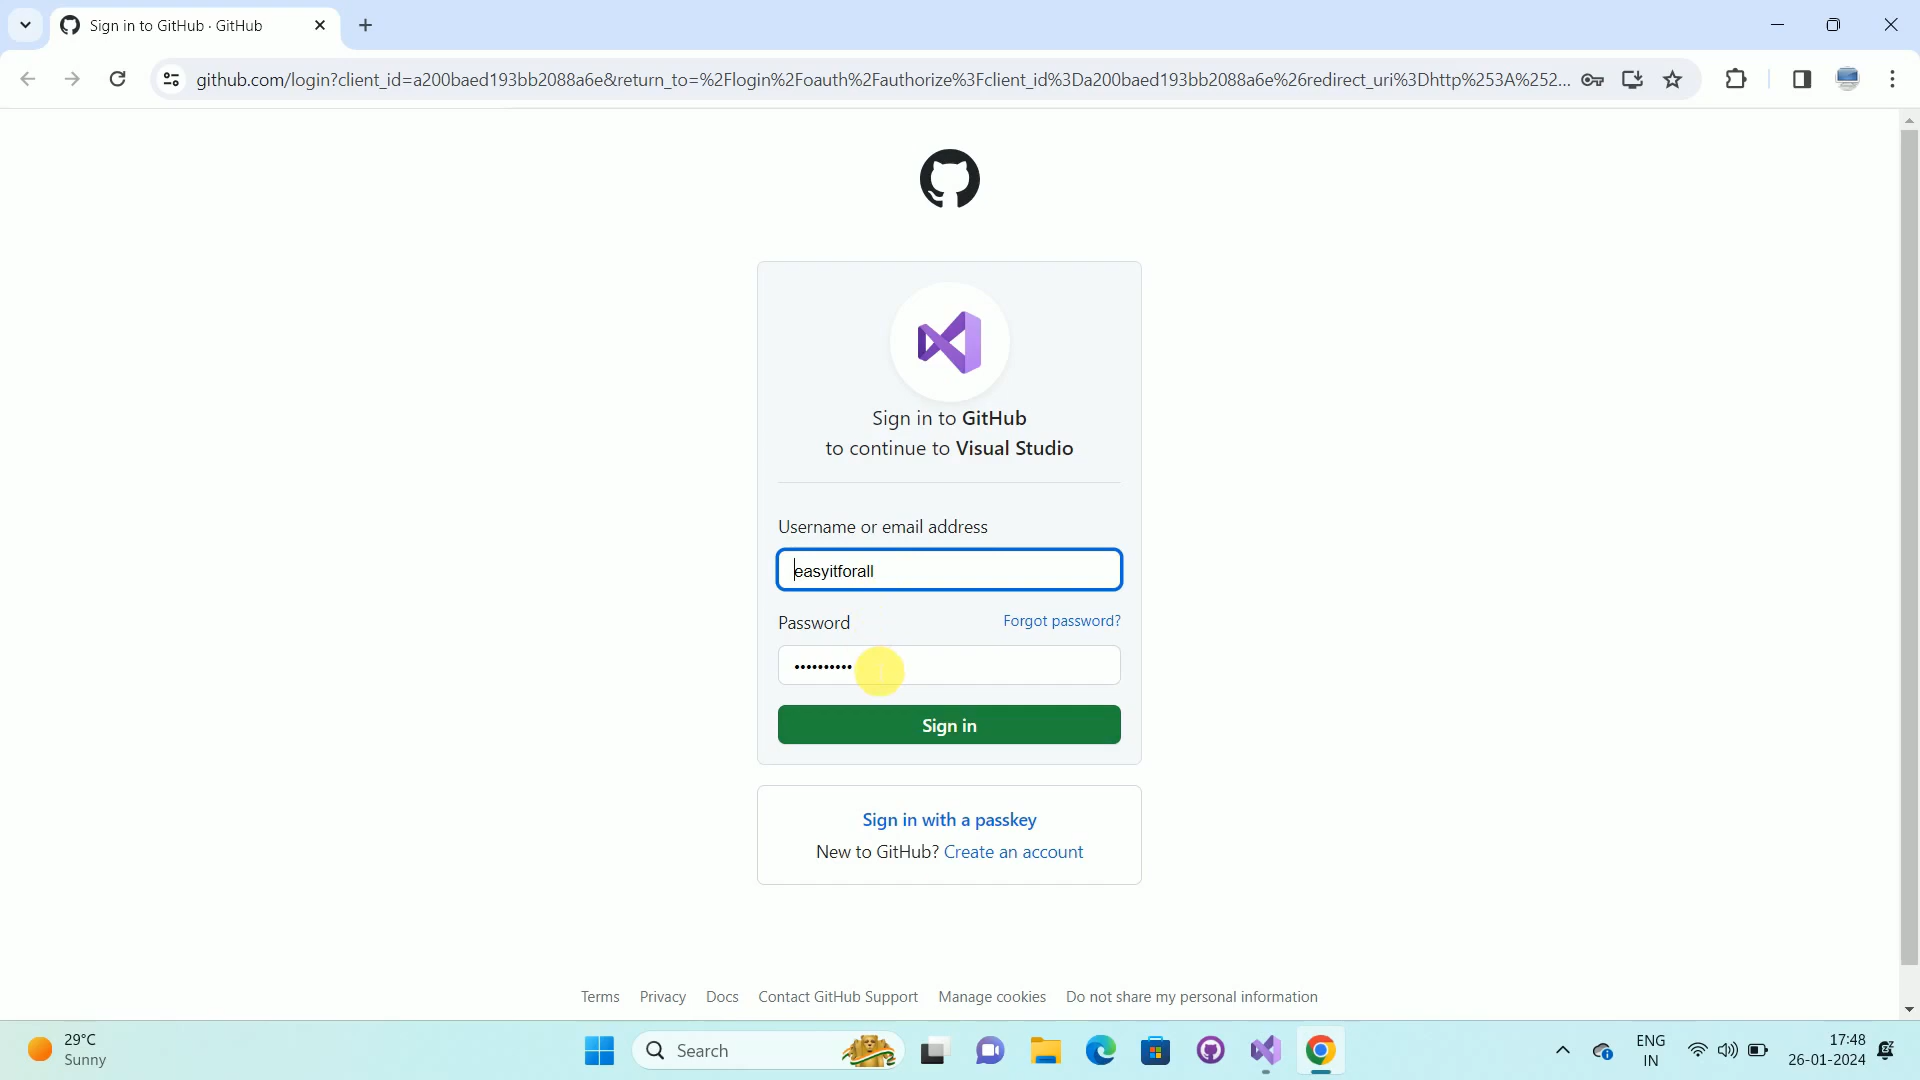 Sign in to GitHub · GitHub
github.com/login?client_id=a200baed193bb2088a6e&return_to=%2Flogin%2Foauth%2Fauthorize%3Fclient_id%3Da200baed193bb2088a6e%26redirect_uri%3Dhttp%253A%252...
Sign in to GitHub
to continue to Visual Studio
Username or email address
easyitforall
Password
Forgot password?
••••••••••
Sign in
Sign in with a passkey
New to GitHub? Create an account
Terms Privacy Docs Contact GitHub Support Manage cookies Do not share my personal information
29°C
Sunny
Search
ENG
IN
17:48
26-01-2024